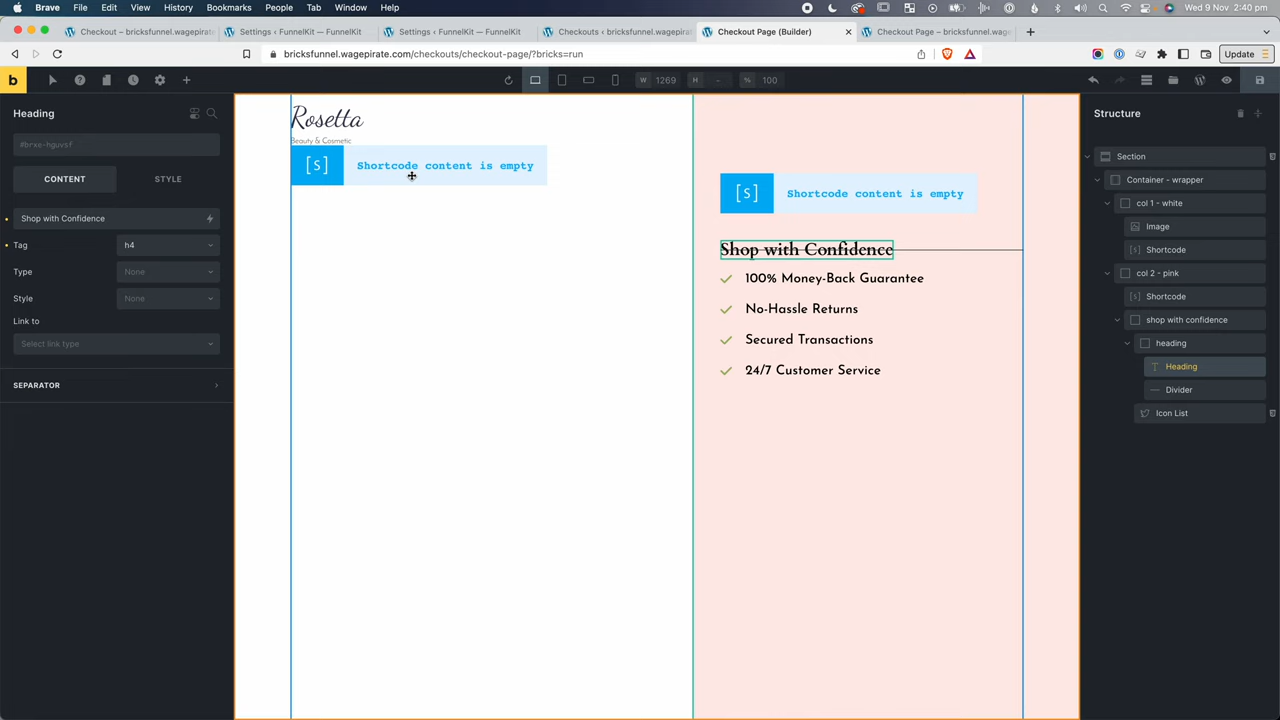 Brave File Edit View History Bookmarks People Tab Window Help Wed 9 Nov 2:40 pm
Checkout – bricksfunnel.wagepirate. Settings ‹ FunnelKit — FunnelKit Settings ‹ FunnelKit — FunnelKit Checkouts ‹ bricksfunnel.wagepirate. Checkout Page (Builder) Checkout Page – bricksfunnel.wage
bricksfunnel.wagepirate.com/checkouts/checkout-page/?bricks=run Update
b W 1269 H - % 100
Heading
#brxe-hguvsf
CONTENT STYLE
Shop with Confidence
Tag h4
Type None
Style None
Link to
Select link type
SEPARATOR
Rosetta
Beauty & Cosmetic
[S] Shortcode content is empty
[S] Shortcode content is empty
Shop with Confidence
100% Money-Back Guarantee
No-Hassle Returns
Secured Transactions
24/7 Customer Service
Structure
Section
Container - wrapper
col 1 - white
Image
[S] Shortcode
col 2 - pink
[S] Shortcode
shop with confidence
heading
T Heading
Divider
Icon List